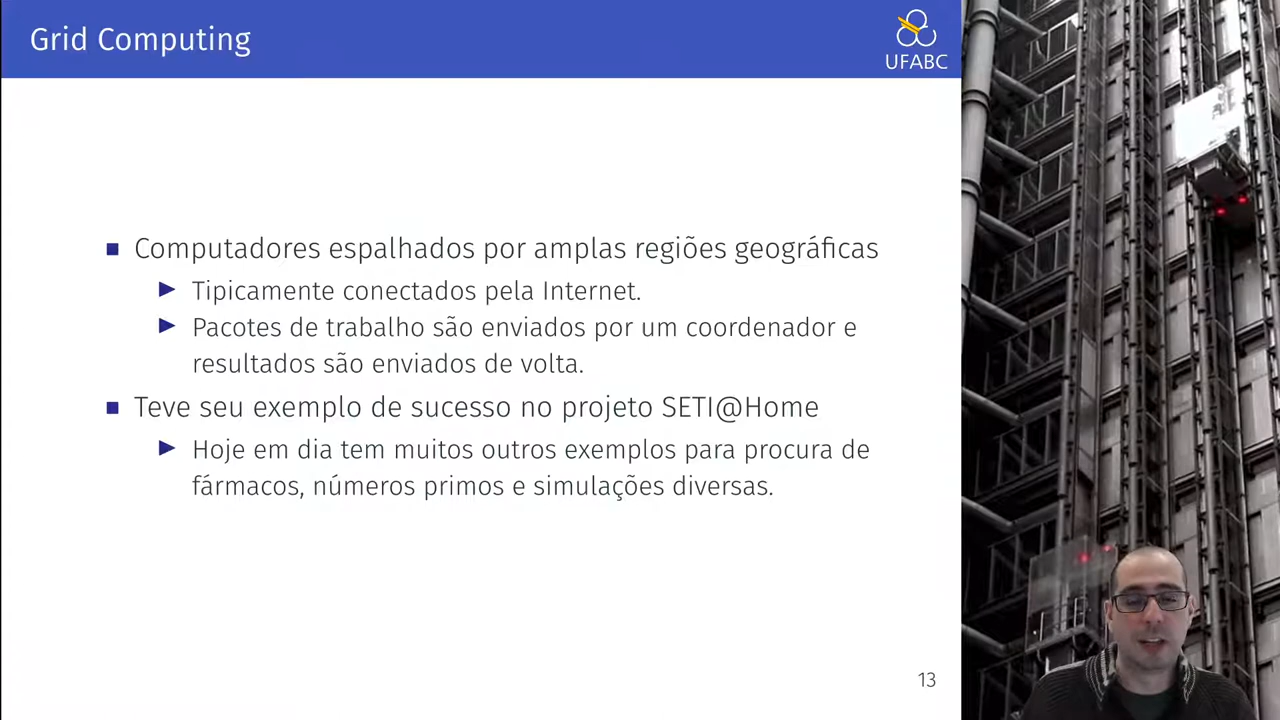 Grid Computing
UFABC
Computadores espalhados por amplas regiões geográficas
Tipicamente conectados pela Internet.
Pacotes de trabalho são enviados por um coordenador e
resultados são enviados de volta.
Teve seu exemplo de sucesso no projeto SETI@Home
Hoje em dia tem muitos outros exemplos para procura de
fármacos, números primos e simulações diversas.
13